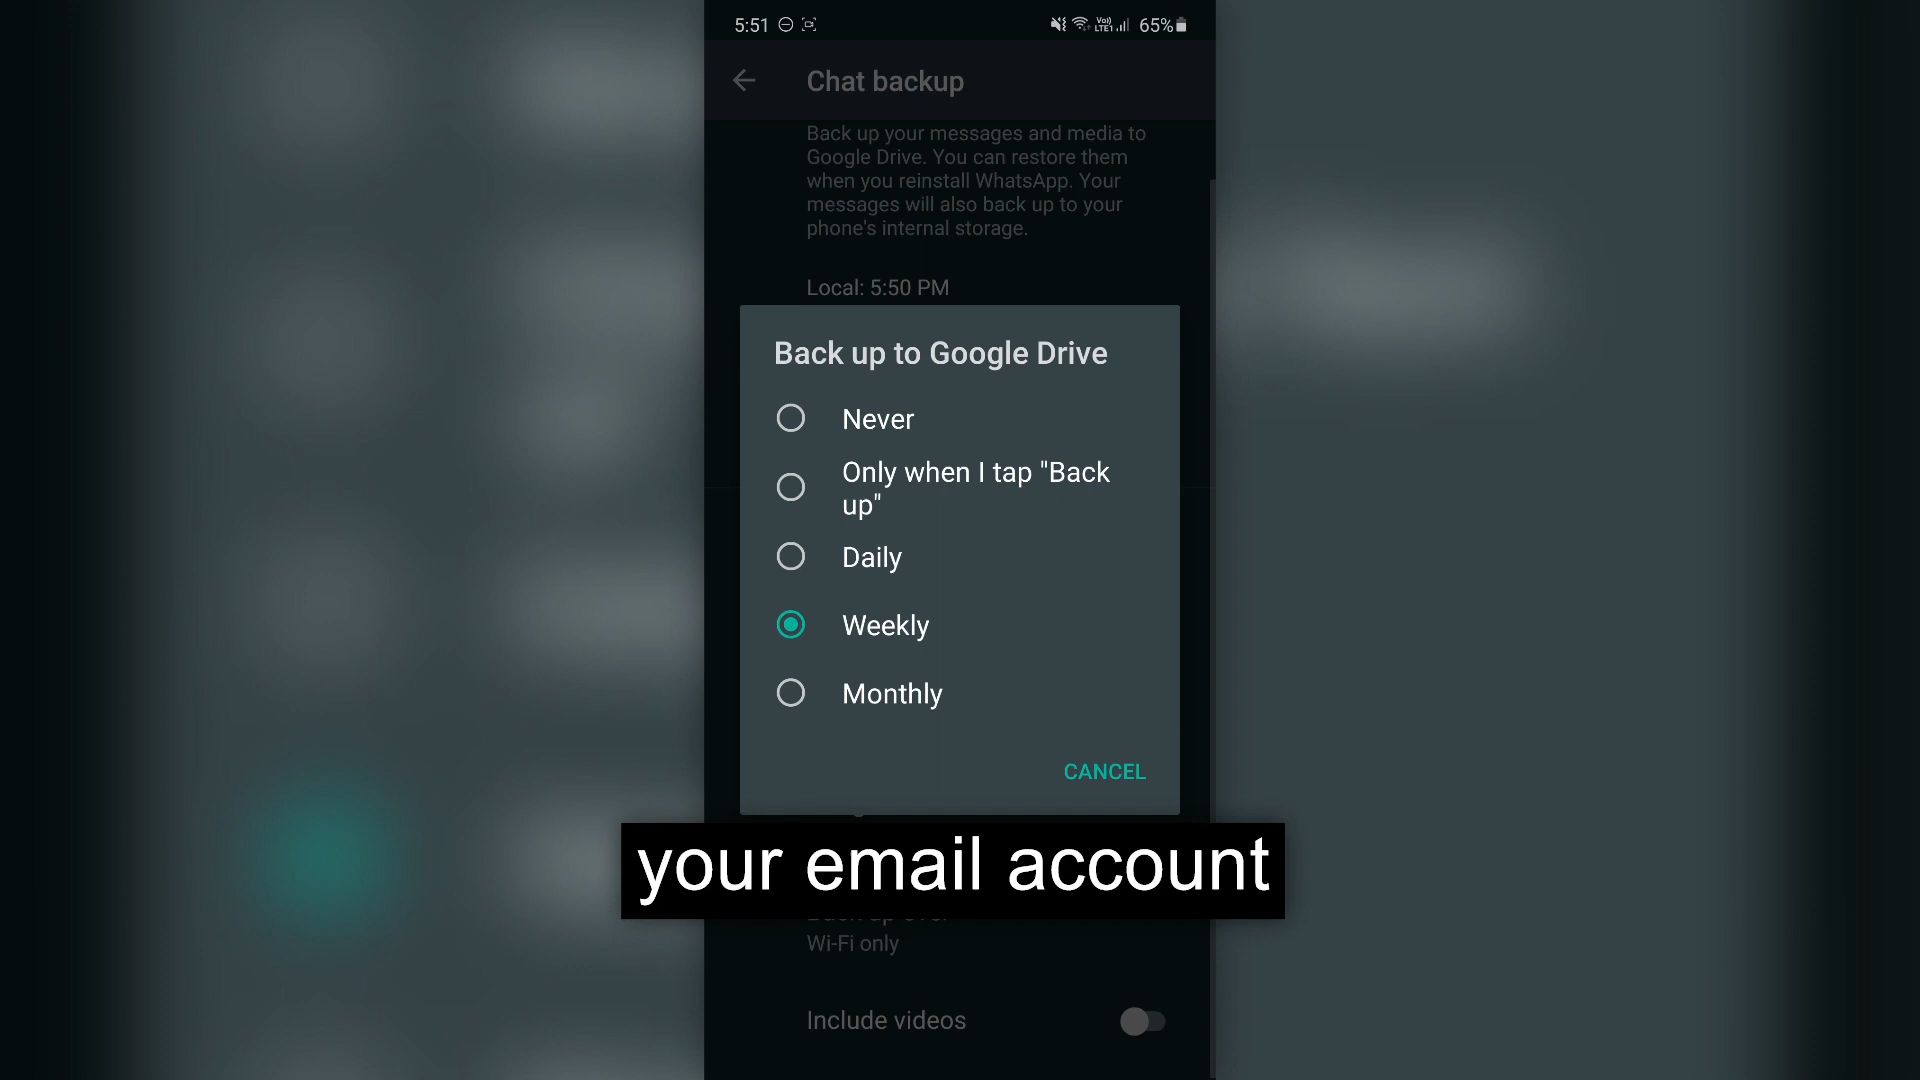 5:51
Vo) LTE1 65%
Chat backup
Back up your messages and media to
Google Drive. You can restore them
when you reinstall WhatsApp. Your
messages will also back up to your
phone's internal storage.
Local: 5:50 PM
Back up to Google Drive
Never
Only when I tap "Back
up"
Daily
Weekly
Monthly
CANCEL
your email account
Wi-Fi only
Include videos